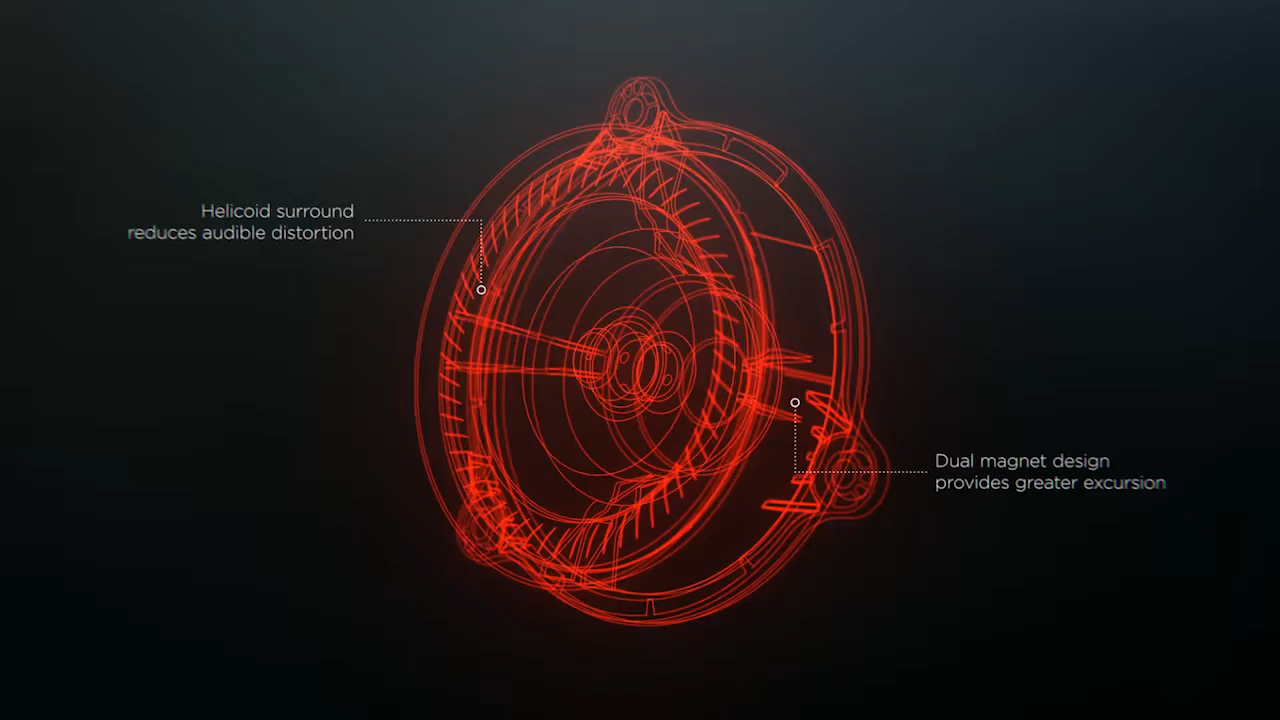 Helicoid surround
reduces audible distortion
Dual magnet design
provides greater excursion